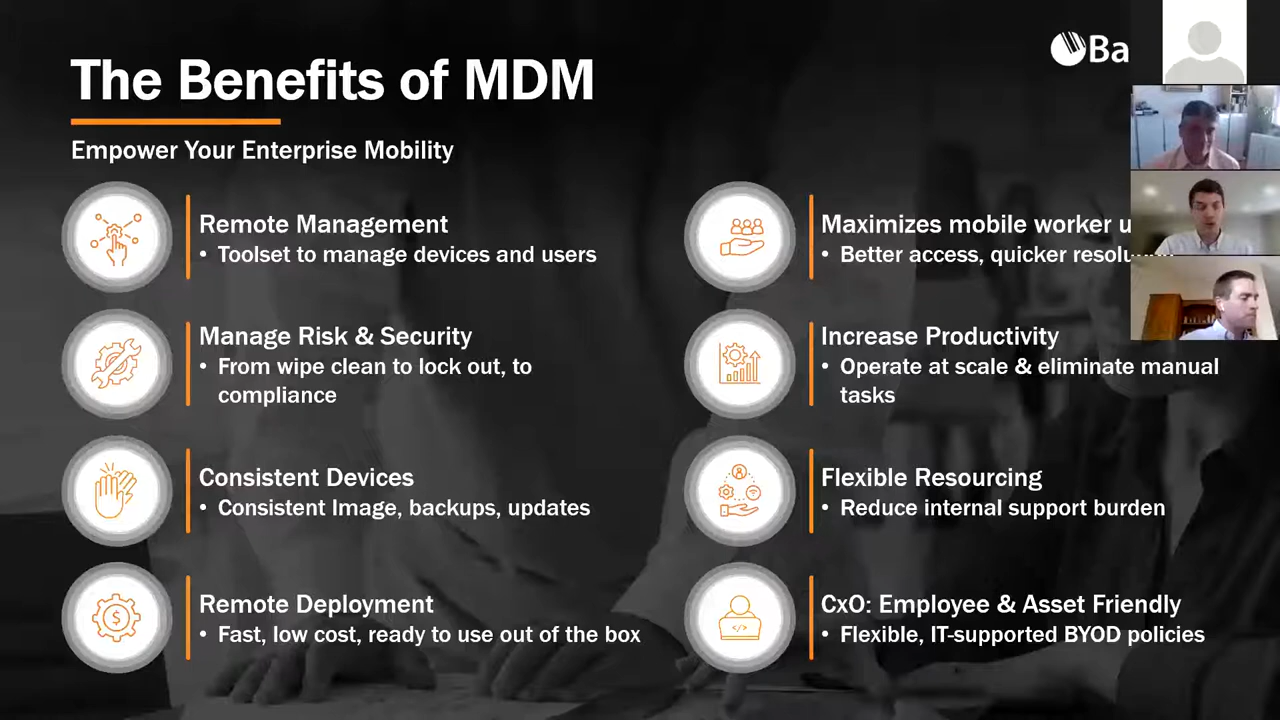 The Benefits of MDM
Ba
Empower Your Enterprise Mobility
Remote Management
• Toolset to manage devices and users
Manage Risk & Security
• From wipe clean to lock out, to
compliance
Consistent Devices
• Consistent Image, backups, updates
Remote Deployment
• Fast, low cost, ready to use out of the box
Maximizes mobile worker
• Better access, quicker
Increase Productivity
• Operate at scale & eliminate manual
tasks
Flexible Resourcing
• Reduce internal support burden
CxO: Employee & Asset Friendly
• Flexible, IT-supported BYOD policies